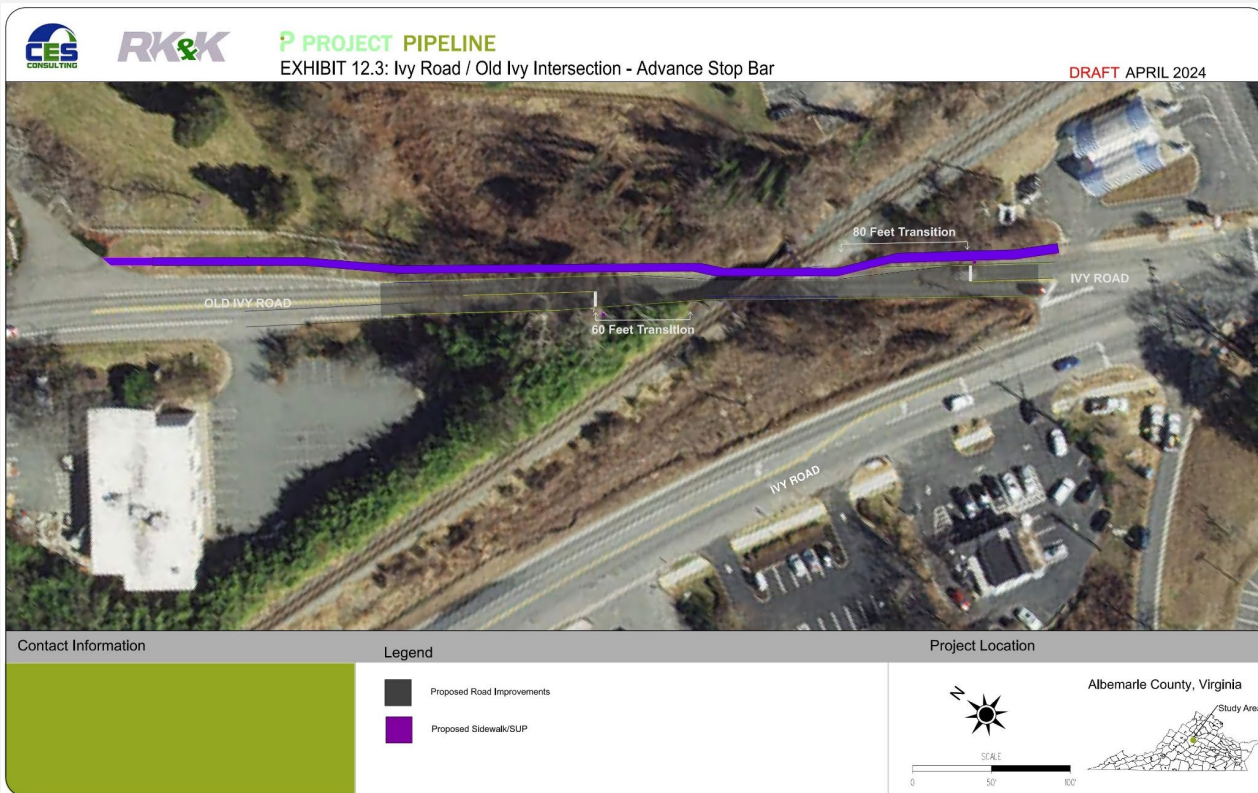 CES
CONSULTING
RK&K
PROJECT PIPELINE
EXHIBIT 12.3: Ivy Road / Old Ivy Intersection - Advance Stop Bar
DRAFT APRIL 2024
80 Feet Transition
OLD IVY ROAD
IVY ROAD
60 Feet Transition
IVY ROAD
Contact Information
Legend
Project Location
Proposed Road Improvements
Proposed Sidewalk/SUP
N
SCALE
0 50' 100'
Albemarle County, Virginia
Study Area